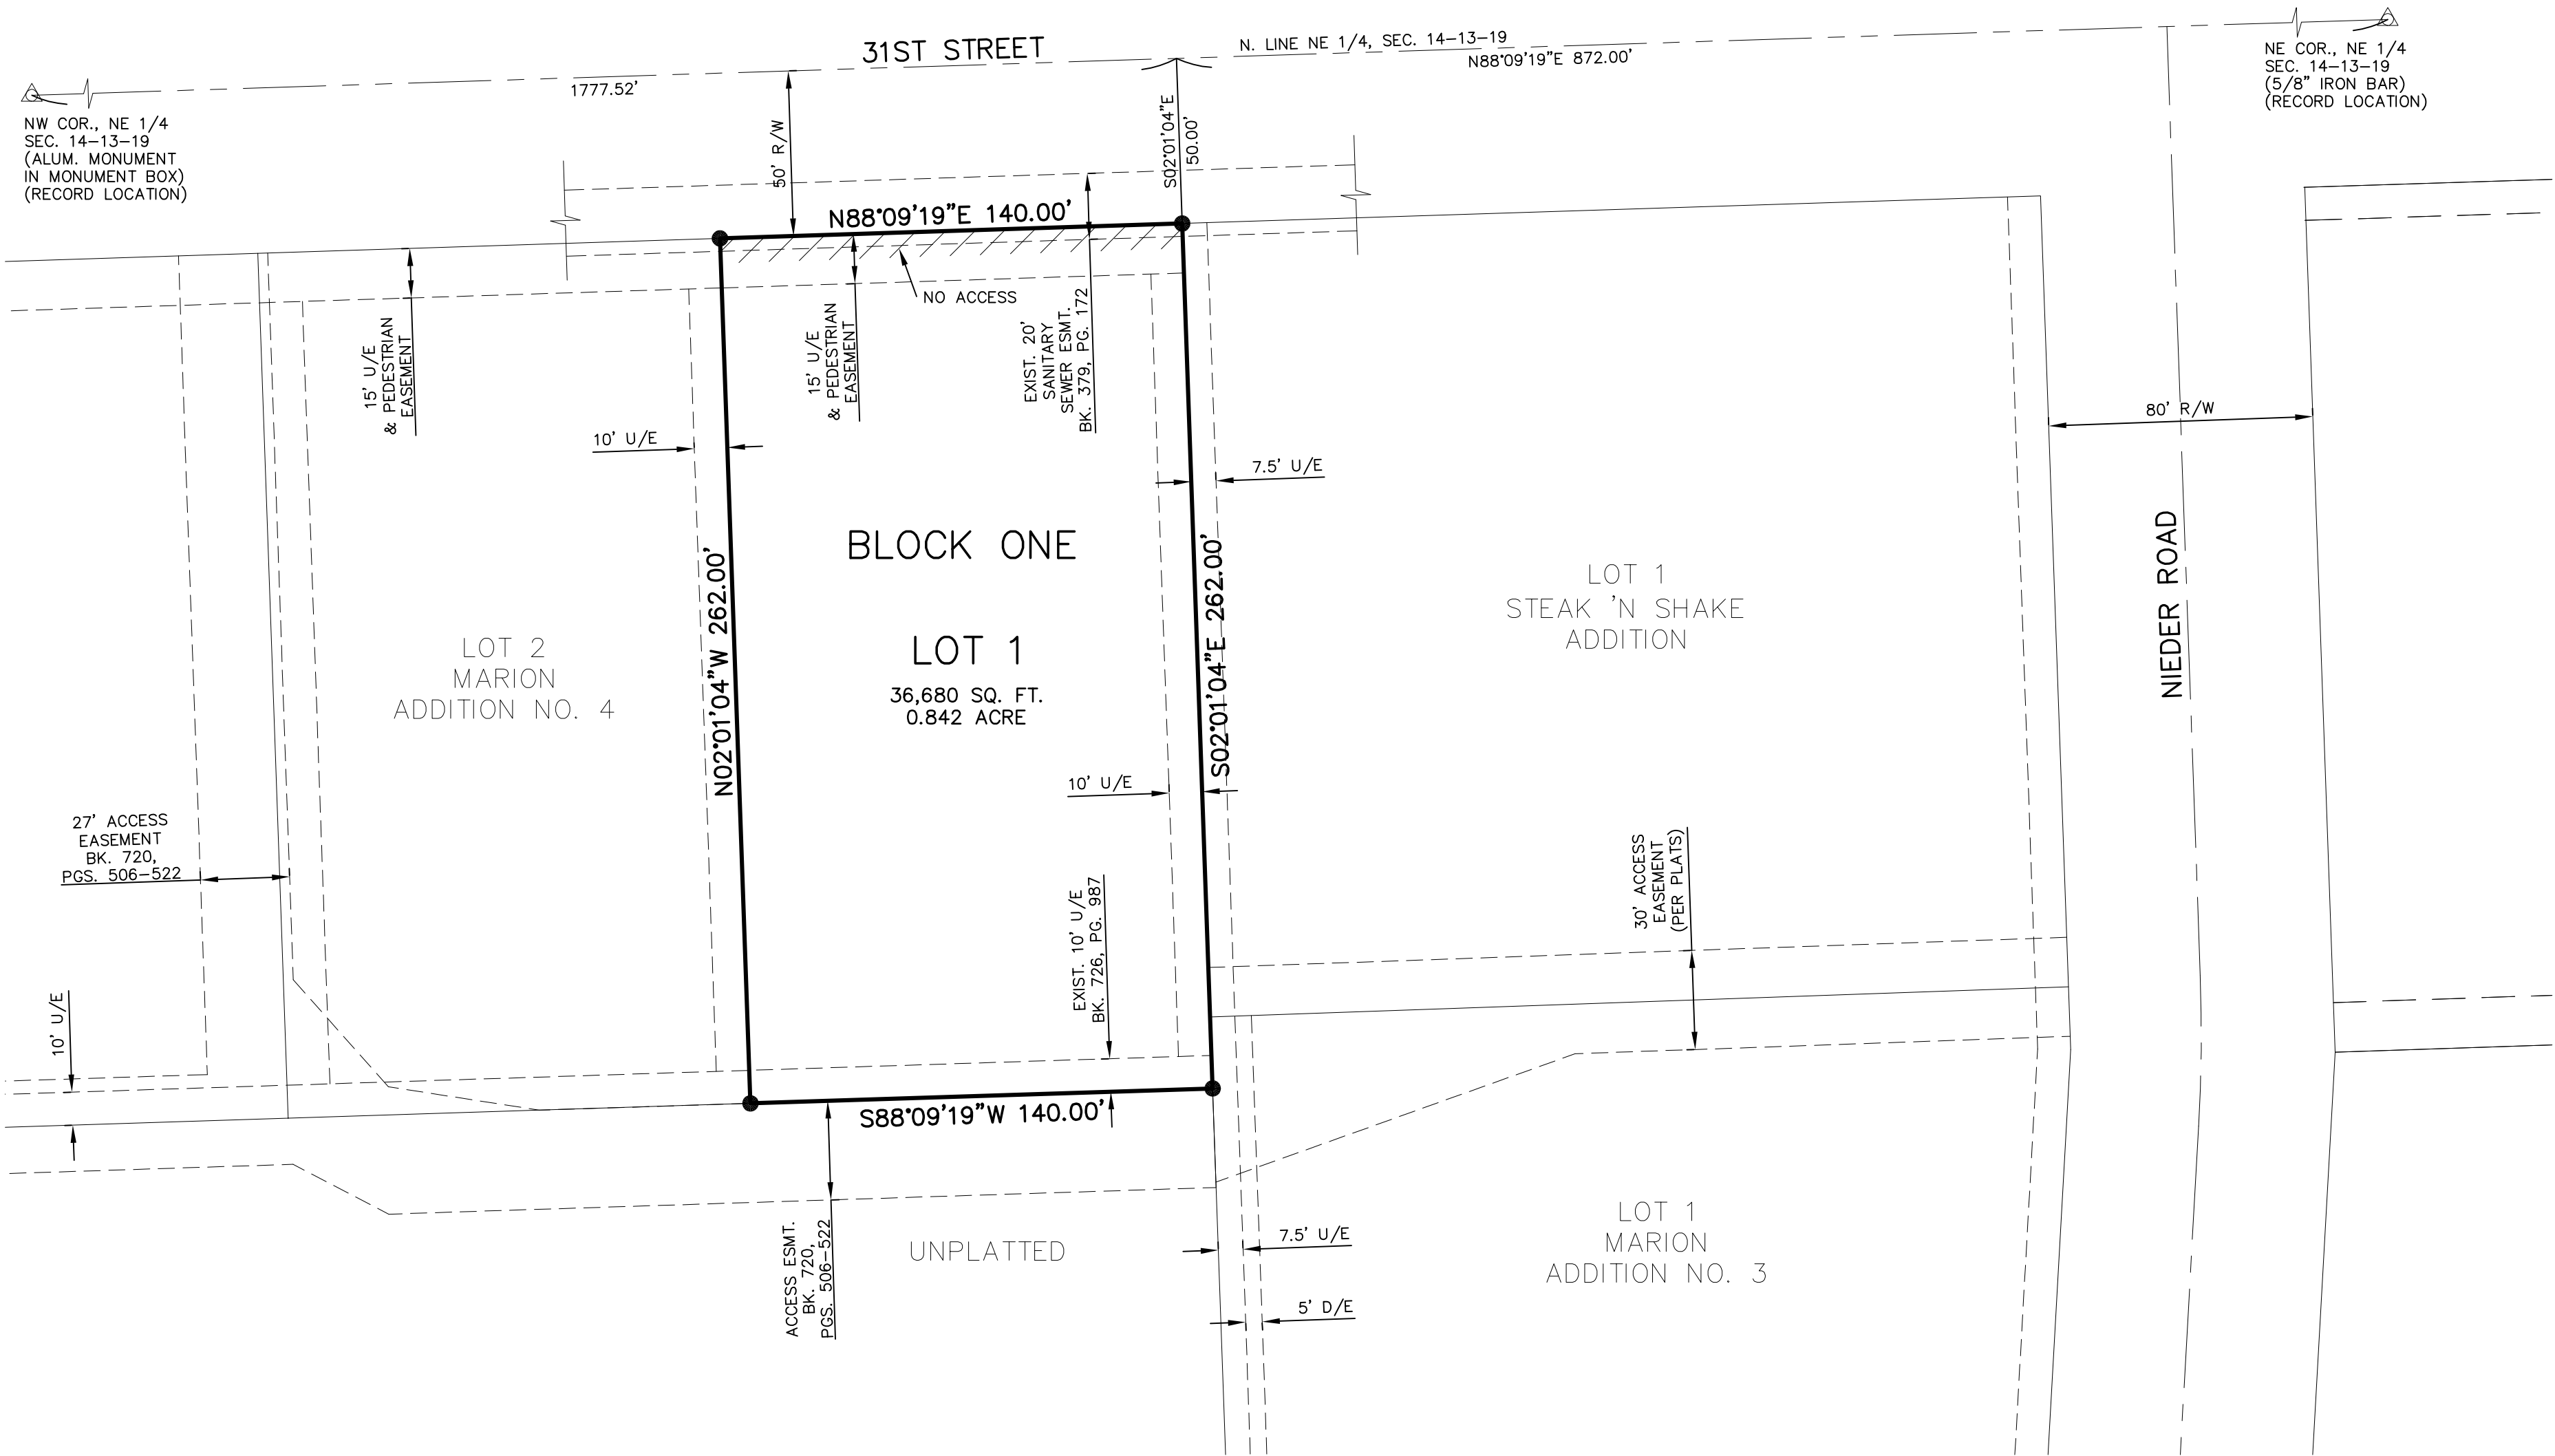 31ST STREET
N. LINE NE 1/4, SEC. 14-13-19
N88°09'19"E 872.00'
1777.52'
NW COR., NE 1/4
SEC. 14-13-19
(ALUM. MONUMENT
IN MONUMENT BOX)
(RECORD LOCATION)
NE COR., NE 1/4
SEC. 14-13-19
(5/8" IRON BAR)
(RECORD LOCATION)
50' R/W
S02°01'04"E
50.00'
N88°09'19"E 140.00'
NO ACCESS
15' U/E
& PEDESTRIAN
EASEMENT
15' U/E
& PEDESTRIAN
EASEMENT
EXIST. 20'
SANITARY
SEWER ESMT.
BK. 379, PG. 172
10' U/E
7.5' U/E
80' R/W
NIEDER ROAD
BLOCK ONE
LOT 1
36,680 SQ. FT.
0.842 ACRE
N02°01'04"W 262.00'
S02°01'04"E 262.00'
LOT 2
MARION
ADDITION NO. 4
LOT 1
STEAK 'N SHAKE
ADDITION
10' U/E
27' ACCESS
EASEMENT
BK. 720,
PGS. 506-522
EXIST. 10' U/E
BK. 726, PG. 987
30' ACCESS
EASEMENT
(PER PLATS)
10' U/E
S88°09'19"W 140.00'
ACCESS ESMT.
BK. 720,
PGS. 506-522
UNPLATTED
7.5' U/E
5' D/E
LOT 1
MARION
ADDITION NO. 3